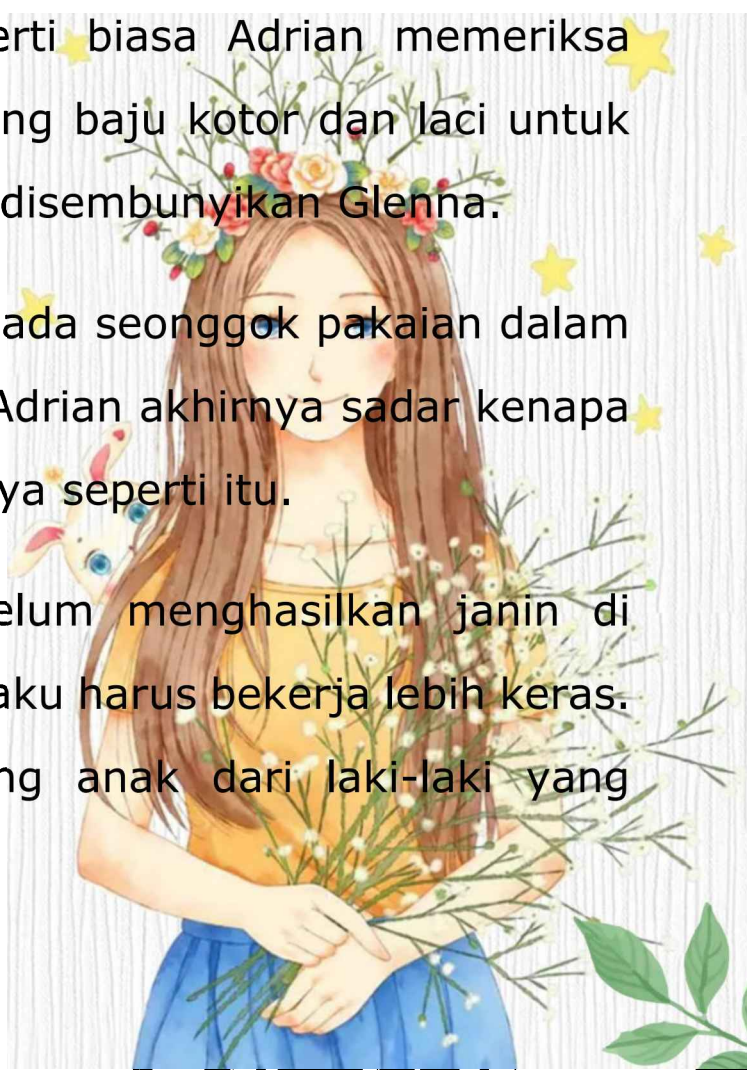 erti biasa Adrian memeriksa
ng baju kotor dan laci untuk
disembunyikan Glenna.
ada seonggok pakaian dalam
Adrian akhirnya sadar kenapa
ya seperti itu.
elum menghasilkan janin di
aku harus bekerja lebih keras.
ng anak dari laki-laki yang